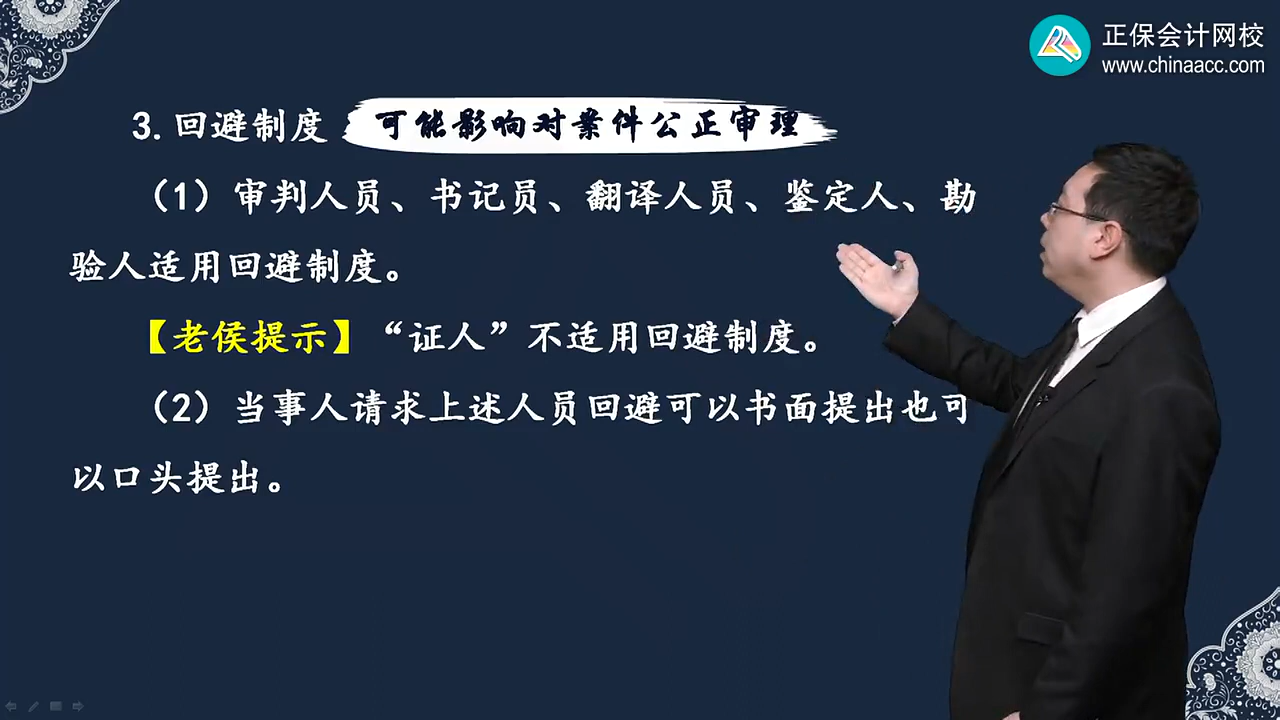 正保会计网校
www.chinaacc.com
3.回避制度 可能影响对案件公正审理
（1）审判人员、书记员、翻译人员、鉴定人、勘
验人适用回避制度。
【老侯提示】“证人”不适用回避制度。
（2）当事人请求上述人员回避可以书面提出也可
以口头提出。